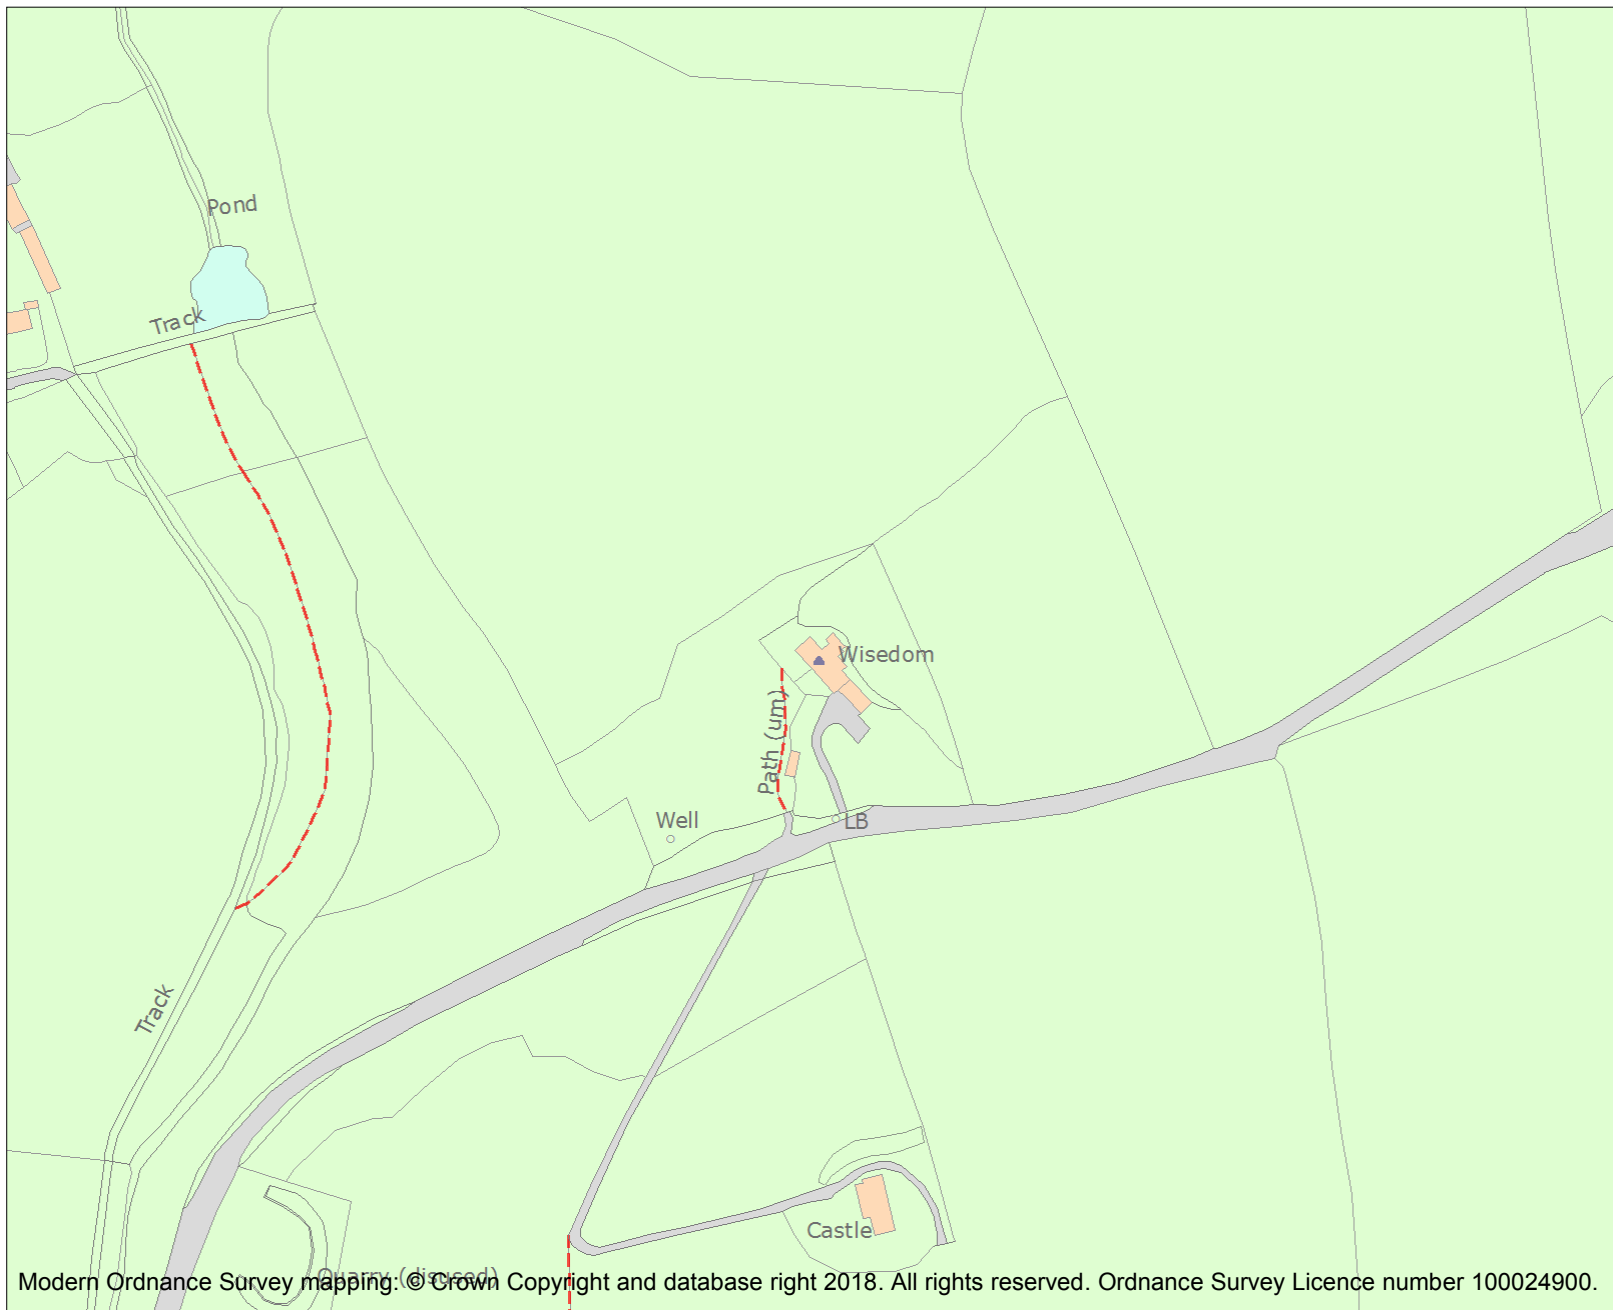 Pond
Track
Wisedom
Path (um)
Well
LB
Track
Castle
Quarry (disused)
Modern Ordnance Survey mapping: © Crown Copyright and database right 2018. All rights reserved. Ordnance Survey Licence number 100024900.